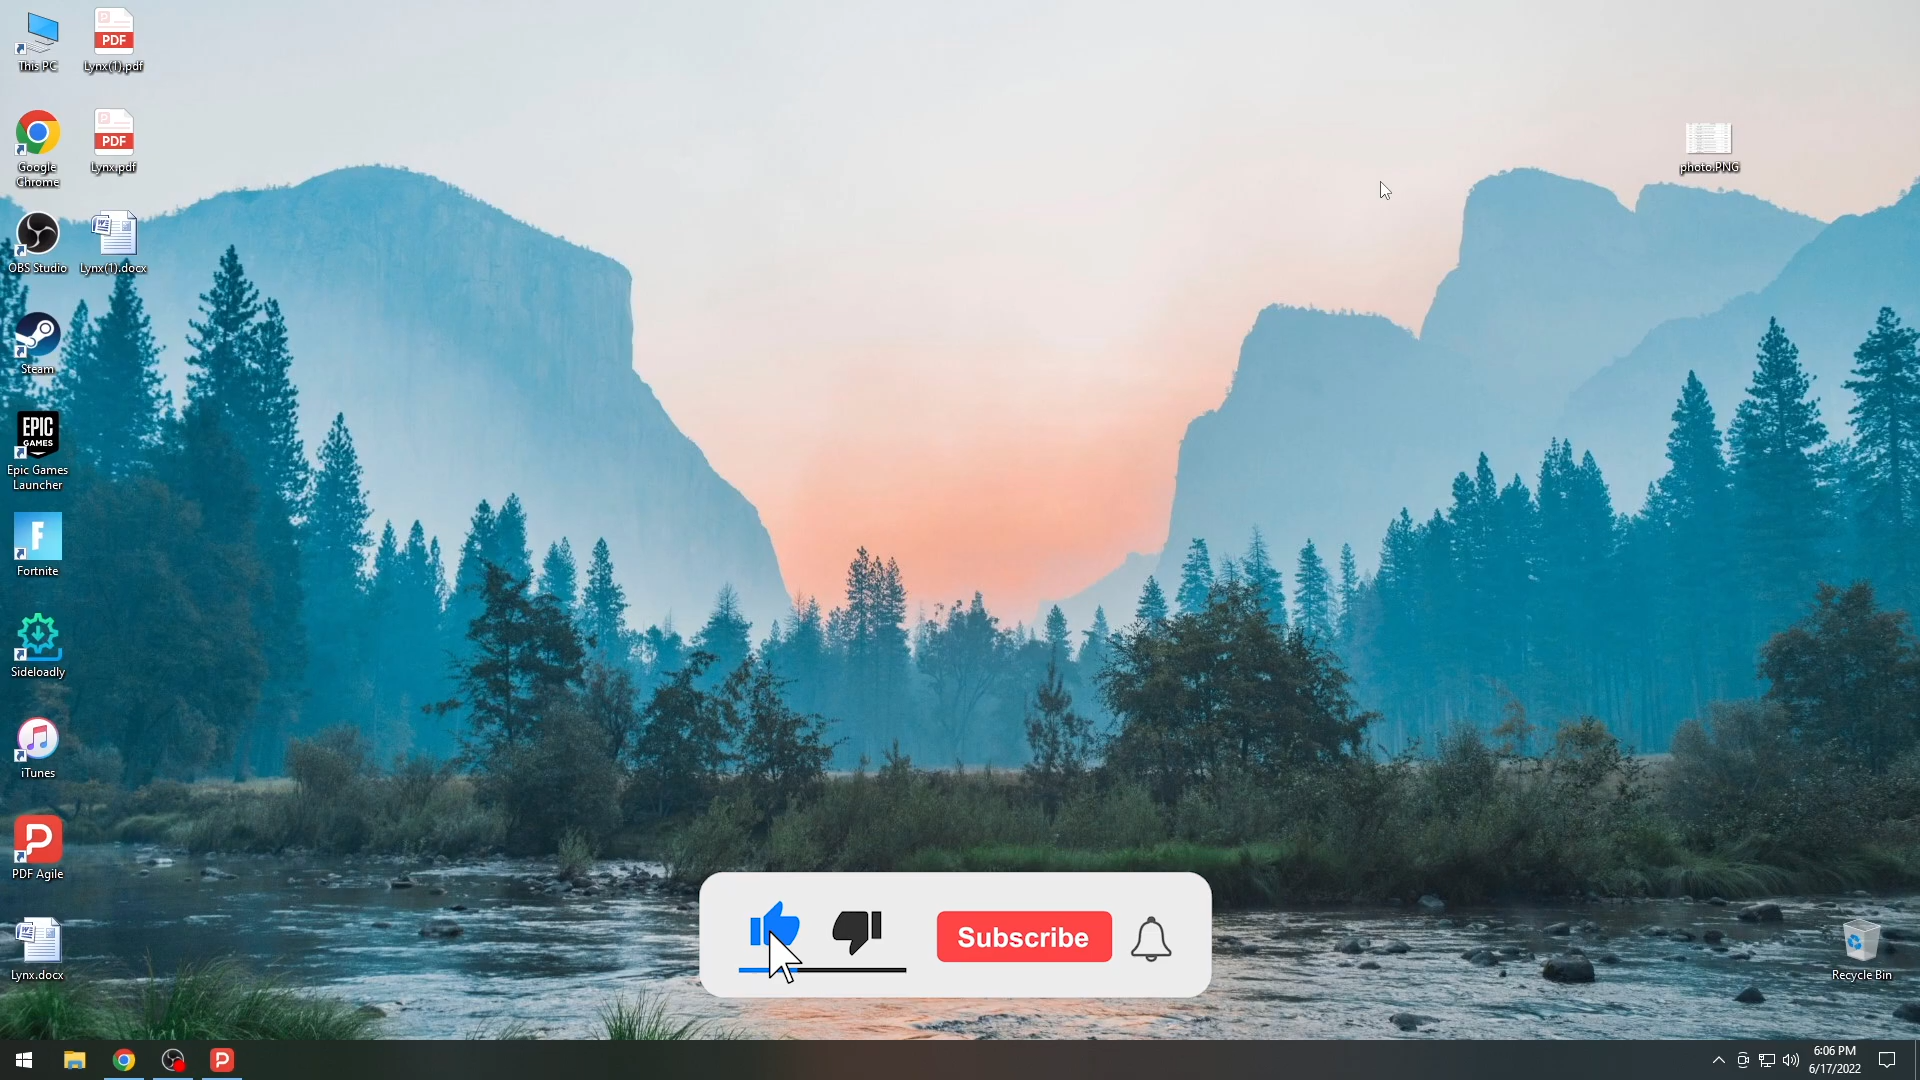 This PC
PDF
Lynx(1).pdf
Google
Chrome
PDF
Lynx.pdf
photo.PNG
OBS Studio
Lynx(1).docx
Steam
EPIC
GAMES
Epic Games
Launcher
F
Fortnite
Sideloadly
iTunes
PDF Agile
Lynx.docx
Subscribe
Recycle Bin
6:06 PM
6/17/2022